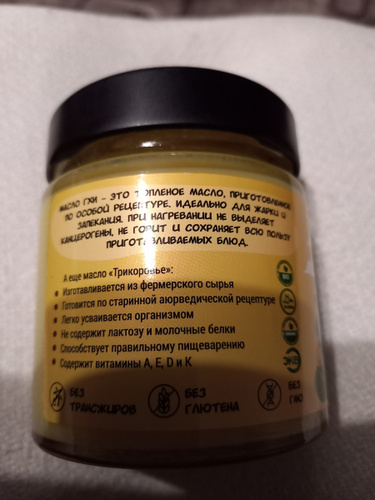 МАСЛО ГХИ – ЭТО ТОПЛЕНОЕ МАСЛО, ПРИГОТОВЛЕННОЕ
ПО ОСОБОЙ РЕЦЕПТУРЕ. ИДЕАЛЬНО ДЛЯ ЖАРКИ И
ЗАПЕКАНИЯ. ПРИ НАГРЕВАНИИ НЕ ВЫДЕЛЯЕТ
КАНЦЕРОГЕНЫ, НЕ ГОРИТ И СОХРАНЯЕТ ВСЮ ПОЛЬЗУ
ПРИГОТАВЛИВАЕМЫХ БЛЮД.
А еще масло «Трикоровье»:
• Изготавливается из фермерского сырья
• Готовится по старинной аюрведической рецептуре
• Легко усваивается организмом
• Не содержит лактозу и молочные белки
• Способствует правильному пищеварению
• Содержит витамины A, E, D и K
БЕЗ ТРАНСЖИРОВ
БЕЗ ГЛЮТЕНА
БЕЗ ГМО